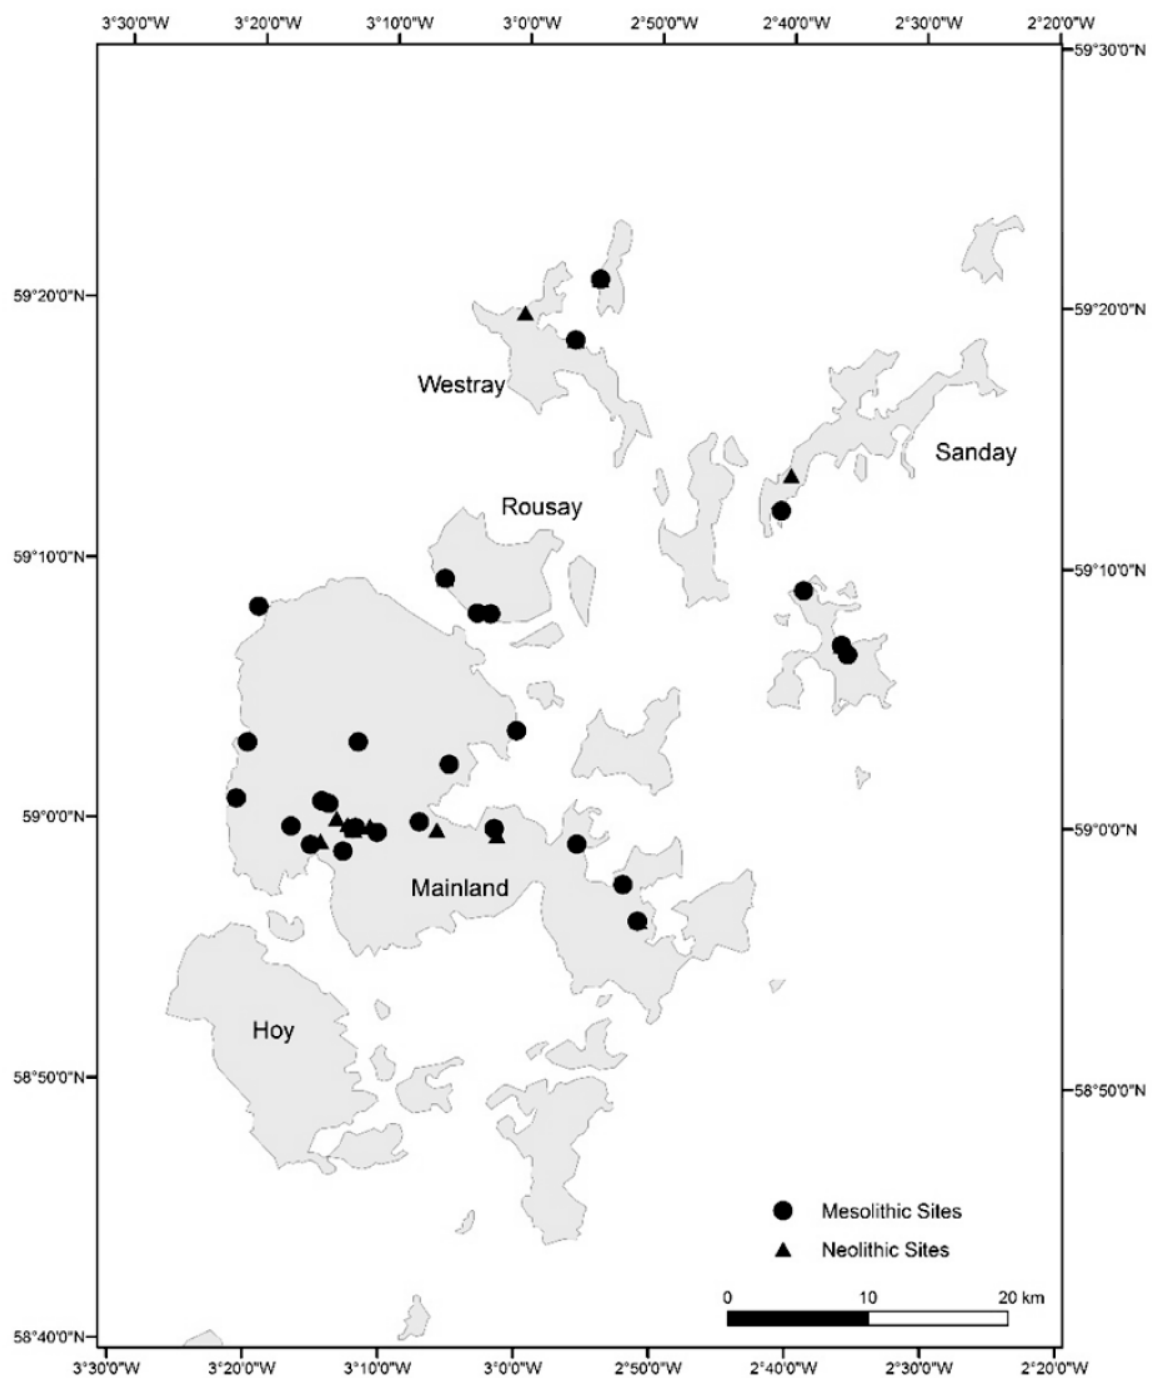 3°30'0"W 3°20'0"W 3°10'0"W 3°0'0"W 2°50'0"W 2°40'0"W 2°30'0"W 2°20'0"W
59°30'0"N
59°20'0"N
59°20'0"N
Westray
Sanday
Rousay
59°10'0"N
59°10'0"N
59°0'0"N
59°0'0"N
Mainland
Hoy
58°50'0"N
58°50'0"N
Mesolithic Sites
Neolithic Sites
0 10 20 km
58°40'0"N
3°30'0"W 3°20'0"W 3°10'0"W 3°0'0"W 2°50'0"W 2°40'0"W 2°30'0"W 2°20'0"W